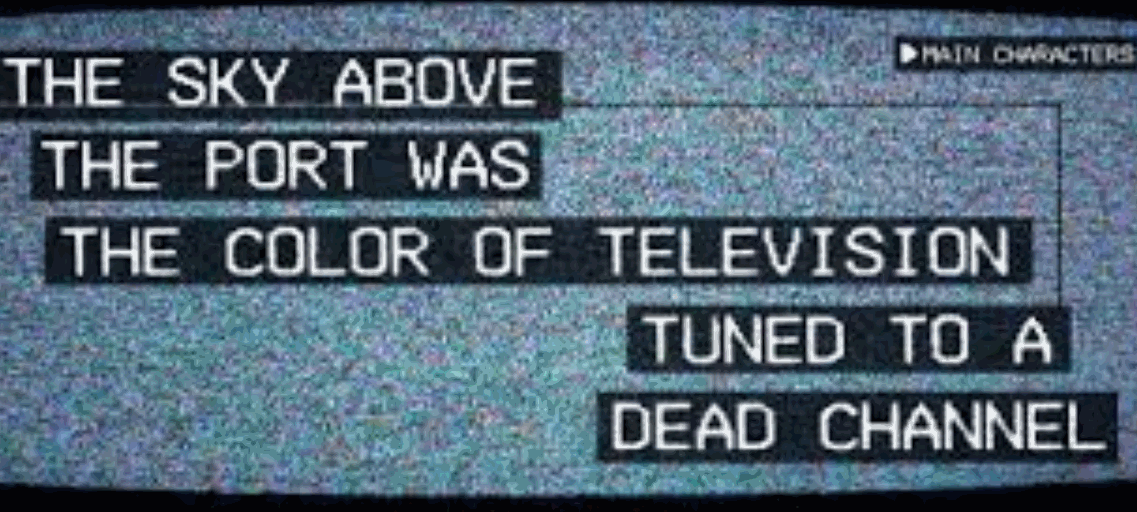 ▶MAIN CHARACTERS
THE SKY ABOVE
THE PORT WAS
THE COLOR OF TELEVISION
TUNED TO A
DEAD CHANNEL